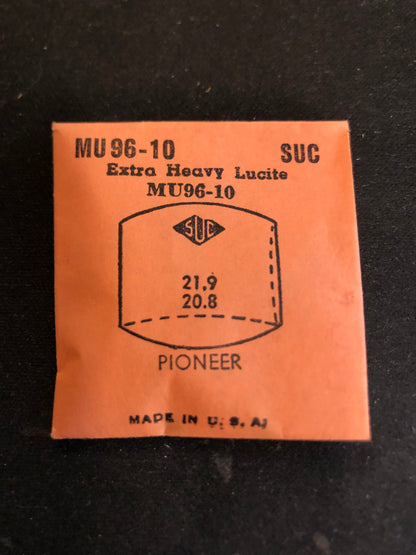 MU96-10 SUC
Extra Heavy Lucite
MU96-10
SUC
21.9
20.8
PIONEER
MADE IN U. S. A.